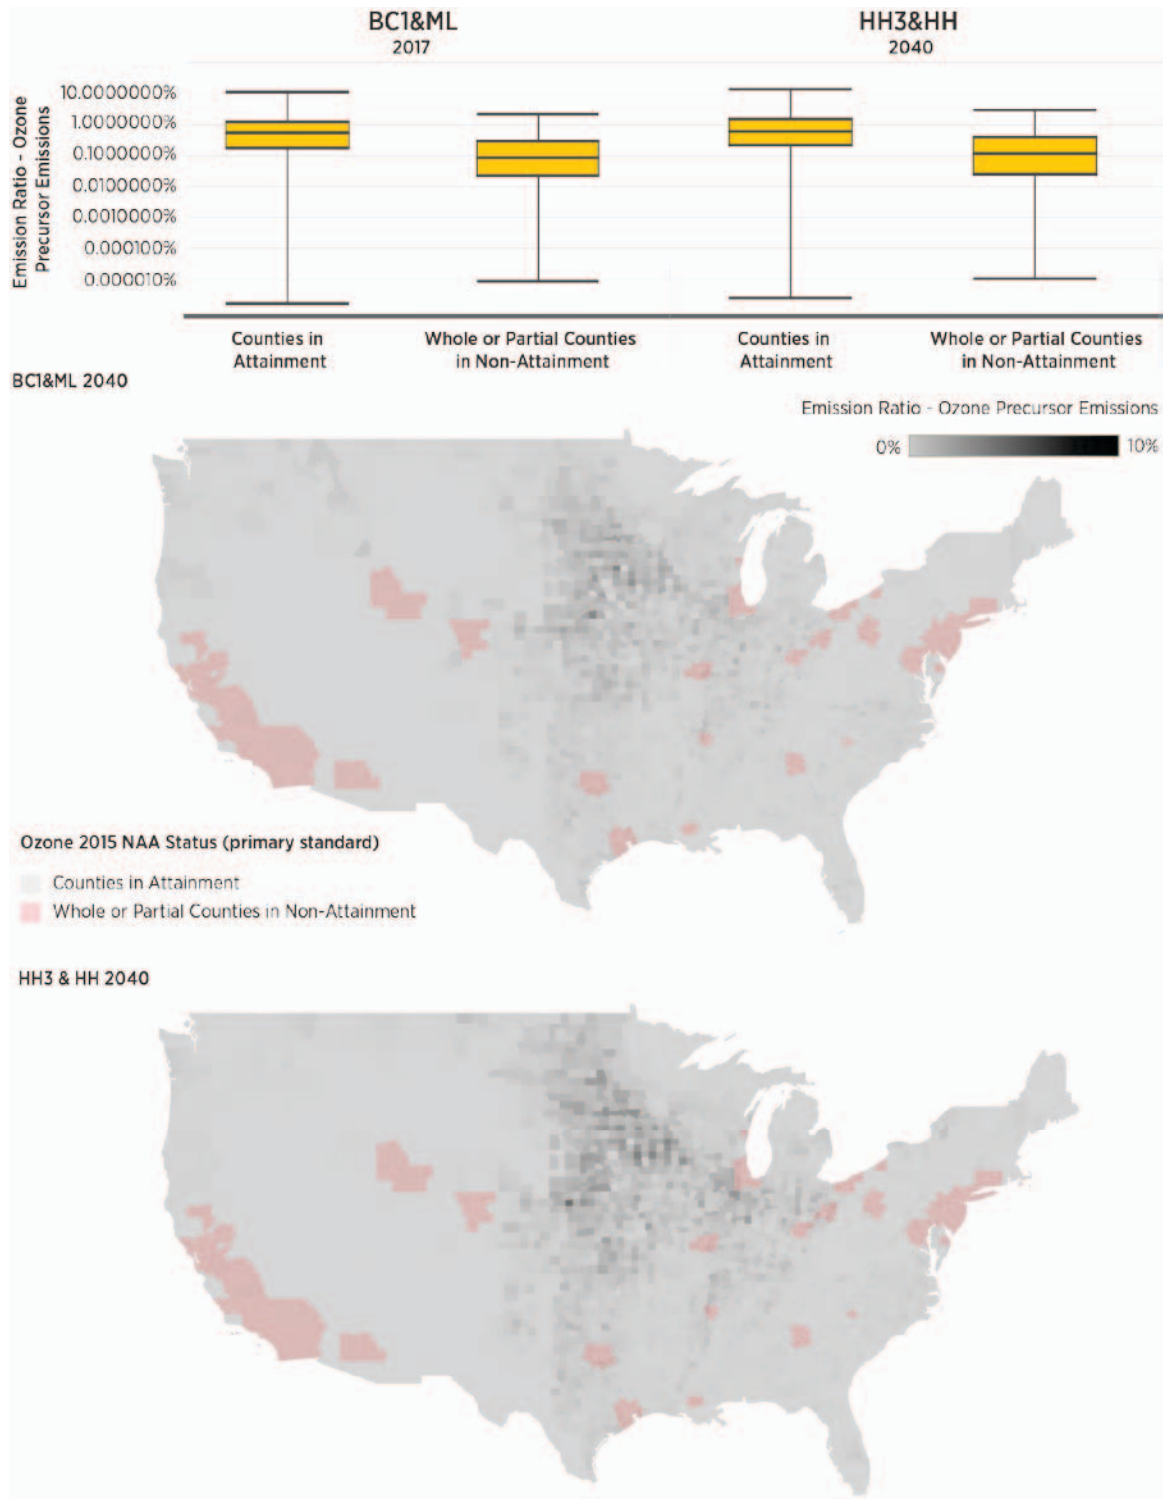 BC1&ML
2017
HH3&HH
2040
Emission Ratio - Ozone
Precursor Emissions
10.0000000%
1.0000000%
0.1000000%
0.0100000%
0.0010000%
0.000100%
0.000010%
Counties in
Attainment
Whole or Partial Counties
in Non-Attainment
Counties in
Attainment
Whole or Partial Counties
in Non-Attainment
BC1&ML 2040
Emission Ratio - Ozone Precursor Emissions
0%
10%
Ozone 2015 NAA Status (primary standard)
Counties in Attainment
Whole or Partial Counties in Non-Attainment
HH3 & HH 2040